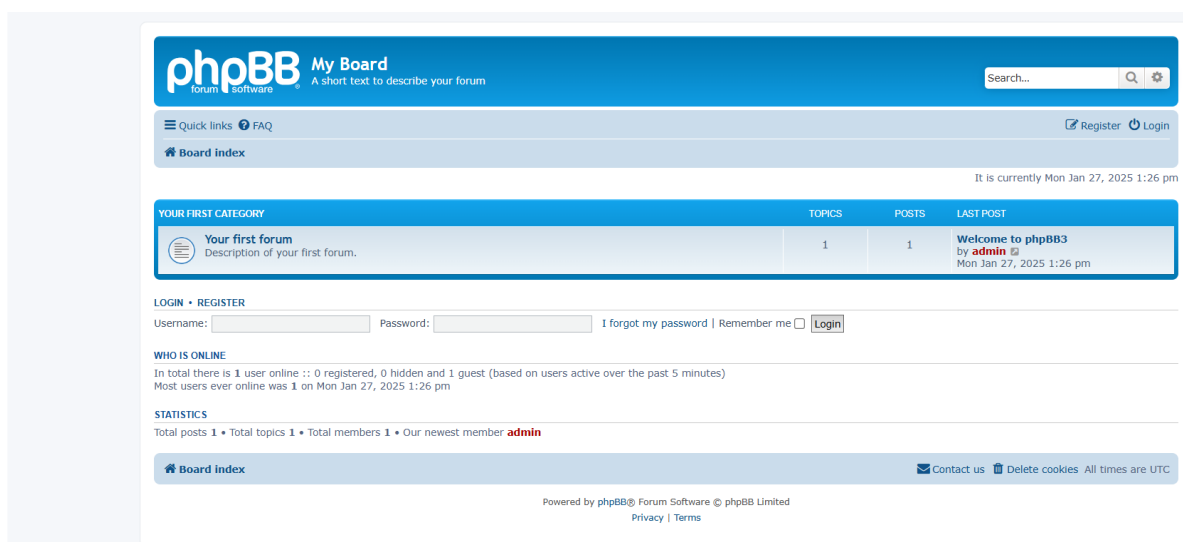 phpBB
forum software
®
My Board
A short text to describe your forum
Search...
Quick links FAQ
Register Login
Board index
It is currently Mon Jan 27, 2025 1:26 pm
YOUR FIRST CATEGORY TOPICS POSTS LAST POST
Your first forum
Description of your first forum.
1 1
Welcome to phpBB3
by admin
Mon Jan 27, 2025 1:26 pm
LOGIN • REGISTER
Username: Password: I forgot my password | Remember me Login
WHO IS ONLINE
In total there is 1 user online :: 0 registered, 0 hidden and 1 guest (based on users active over the past 5 minutes)
Most users ever online was 1 on Mon Jan 27, 2025 1:26 pm
STATISTICS
Total posts 1 • Total topics 1 • Total members 1 • Our newest member admin
Board index
Contact us Delete cookies All times are UTC
Powered by phpBB® Forum Software © phpBB Limited
Privacy | Terms